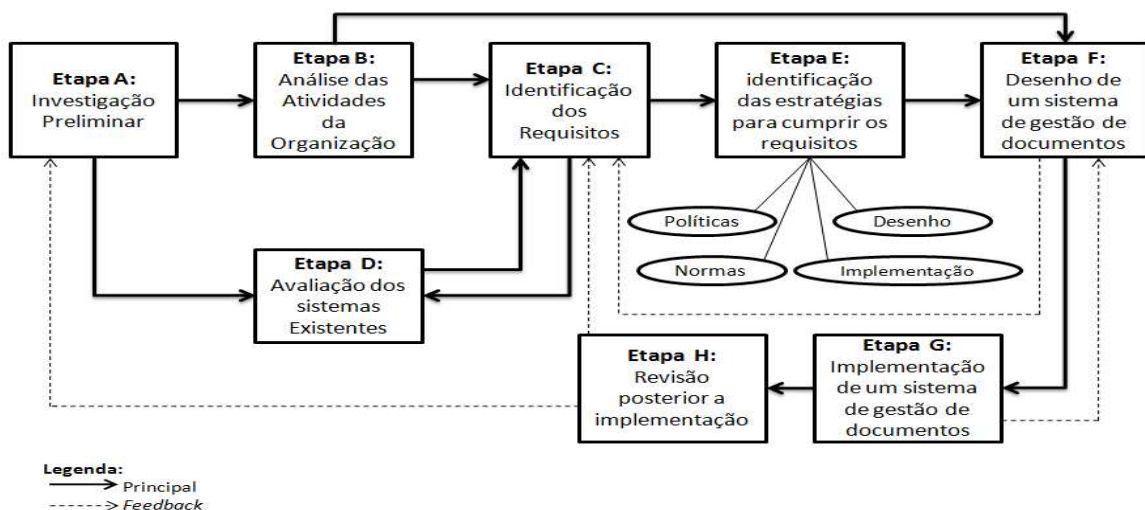 Etapa A:
Investigação
Preliminar
Etapa B:
Análise das
Atividades
da
Organização
Etapa C:
Identificação
dos
Requisitos
Etapa E:
identificação
das estratégias
para cumprir os
requisitos
Etapa F:
Desenho de
um sistema
de gestão de
documentos
Políticas
Desenho
Normas
Implementação
Etapa D:
Avaliação dos
sistemas
Existentes
Etapa H:
Revisão
posterior a
implementação
Etapa G:
Implementação
de um sistema
de gestão de
documentos
Legenda:
Principal
Feedback